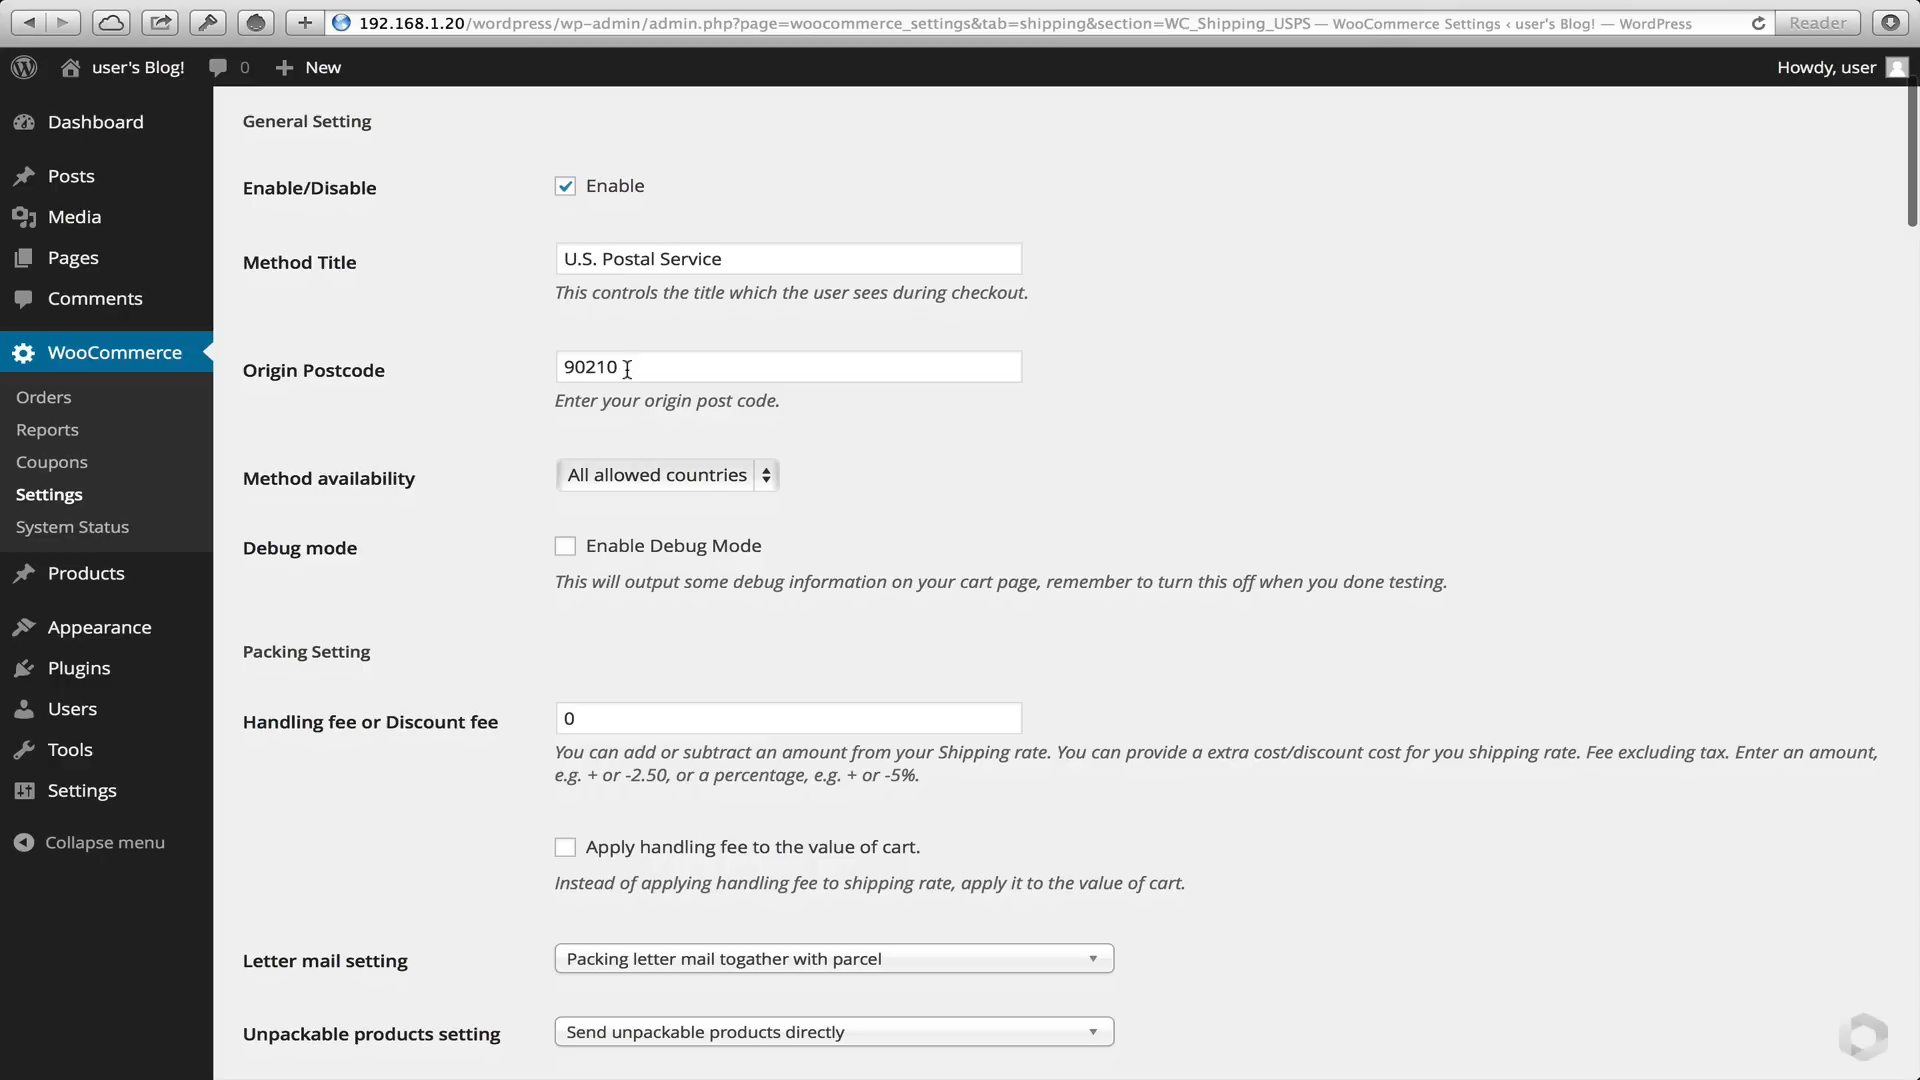 192.168.1.20/wordpress/wp-admin/admin.php?page=woocommerce_settings&tab=shipping&section=WC_Shipping_USPS — WooCommerce Settings ‹ user's Blog! — WordPress
Reader
user's Blog!
0
New
Howdy, user
Dashboard
Posts
Media
Pages
Comments
WooCommerce
Orders
Reports
Coupons
Settings
System Status
Products
Appearance
Plugins
Users
Tools
Settings
Collapse menu
General Setting
Enable/Disable
Enable
Method Title
U.S. Postal Service
This controls the title which the user sees during checkout.
Origin Postcode
90210
Enter your origin post code.
Method availability
All allowed countries
Debug mode
Enable Debug Mode
This will output some debug information on your cart page, remember to turn this off when you done testing.
Packing Setting
Handling fee or Discount fee
0
You can add or subtract an amount from your Shipping rate. You can provide a extra cost/discount cost for you shipping rate. Fee excluding tax. Enter an amount,
e.g. + or -2.50, or a percentage, e.g. + or -5%.
Apply handling fee to the value of cart.
Instead of applying handling fee to shipping rate, apply it to the value of cart.
Letter mail setting
Packing letter mail togather with parcel
Unpackable products setting
Send unpackable products directly